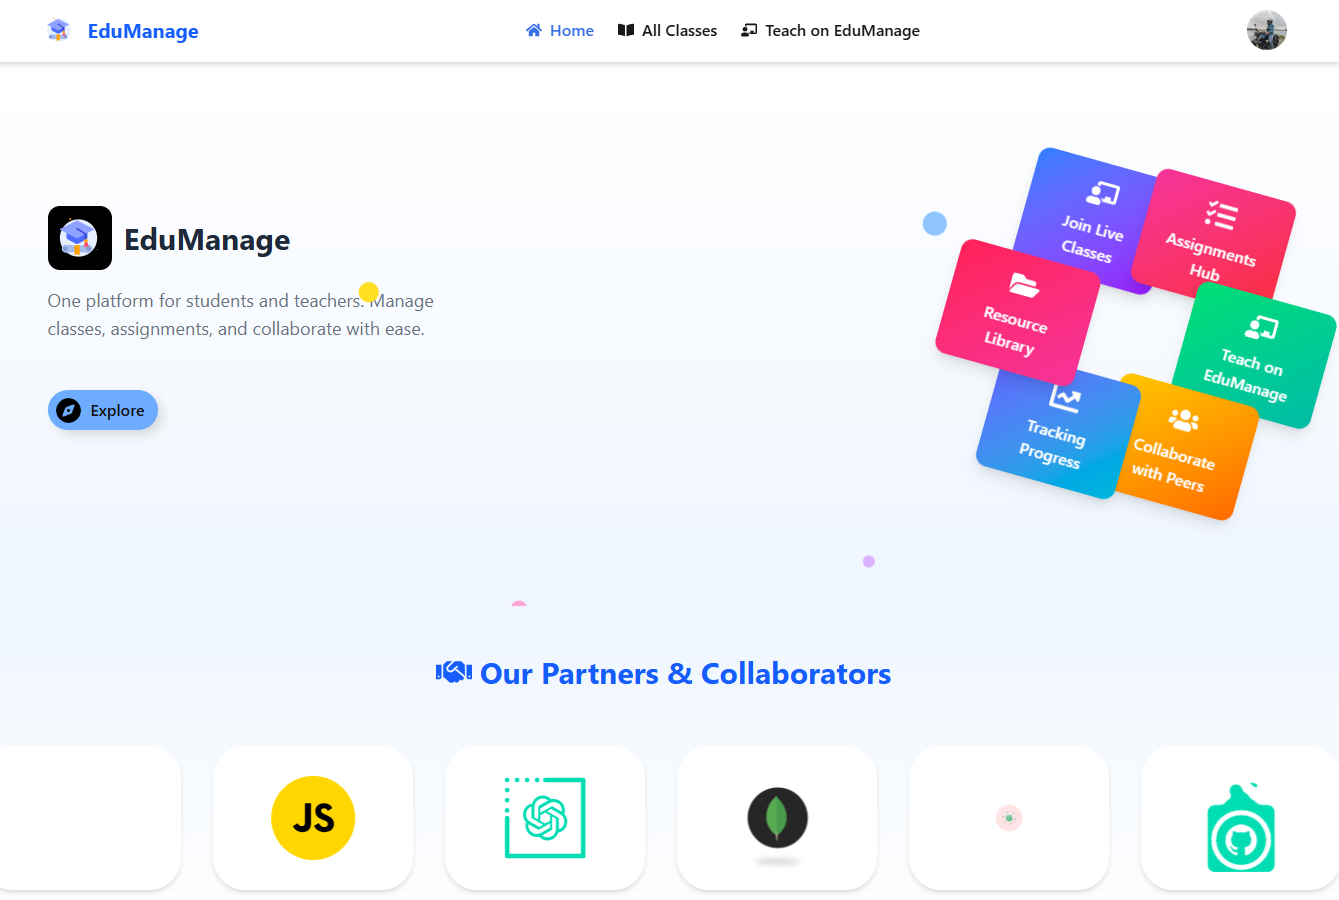 EduManage
Home
All Classes
Teach on EduManage
EduManage
One platform for students and teachers. Manage
classes, assignments, and collaborate with ease.
Explore
Join Live
Classes
Assignments
Hub
Resource
Library
Teach on
EduManage
Tracking
Progress
Collaborate
with Peers
Our Partners & Collaborators
JS